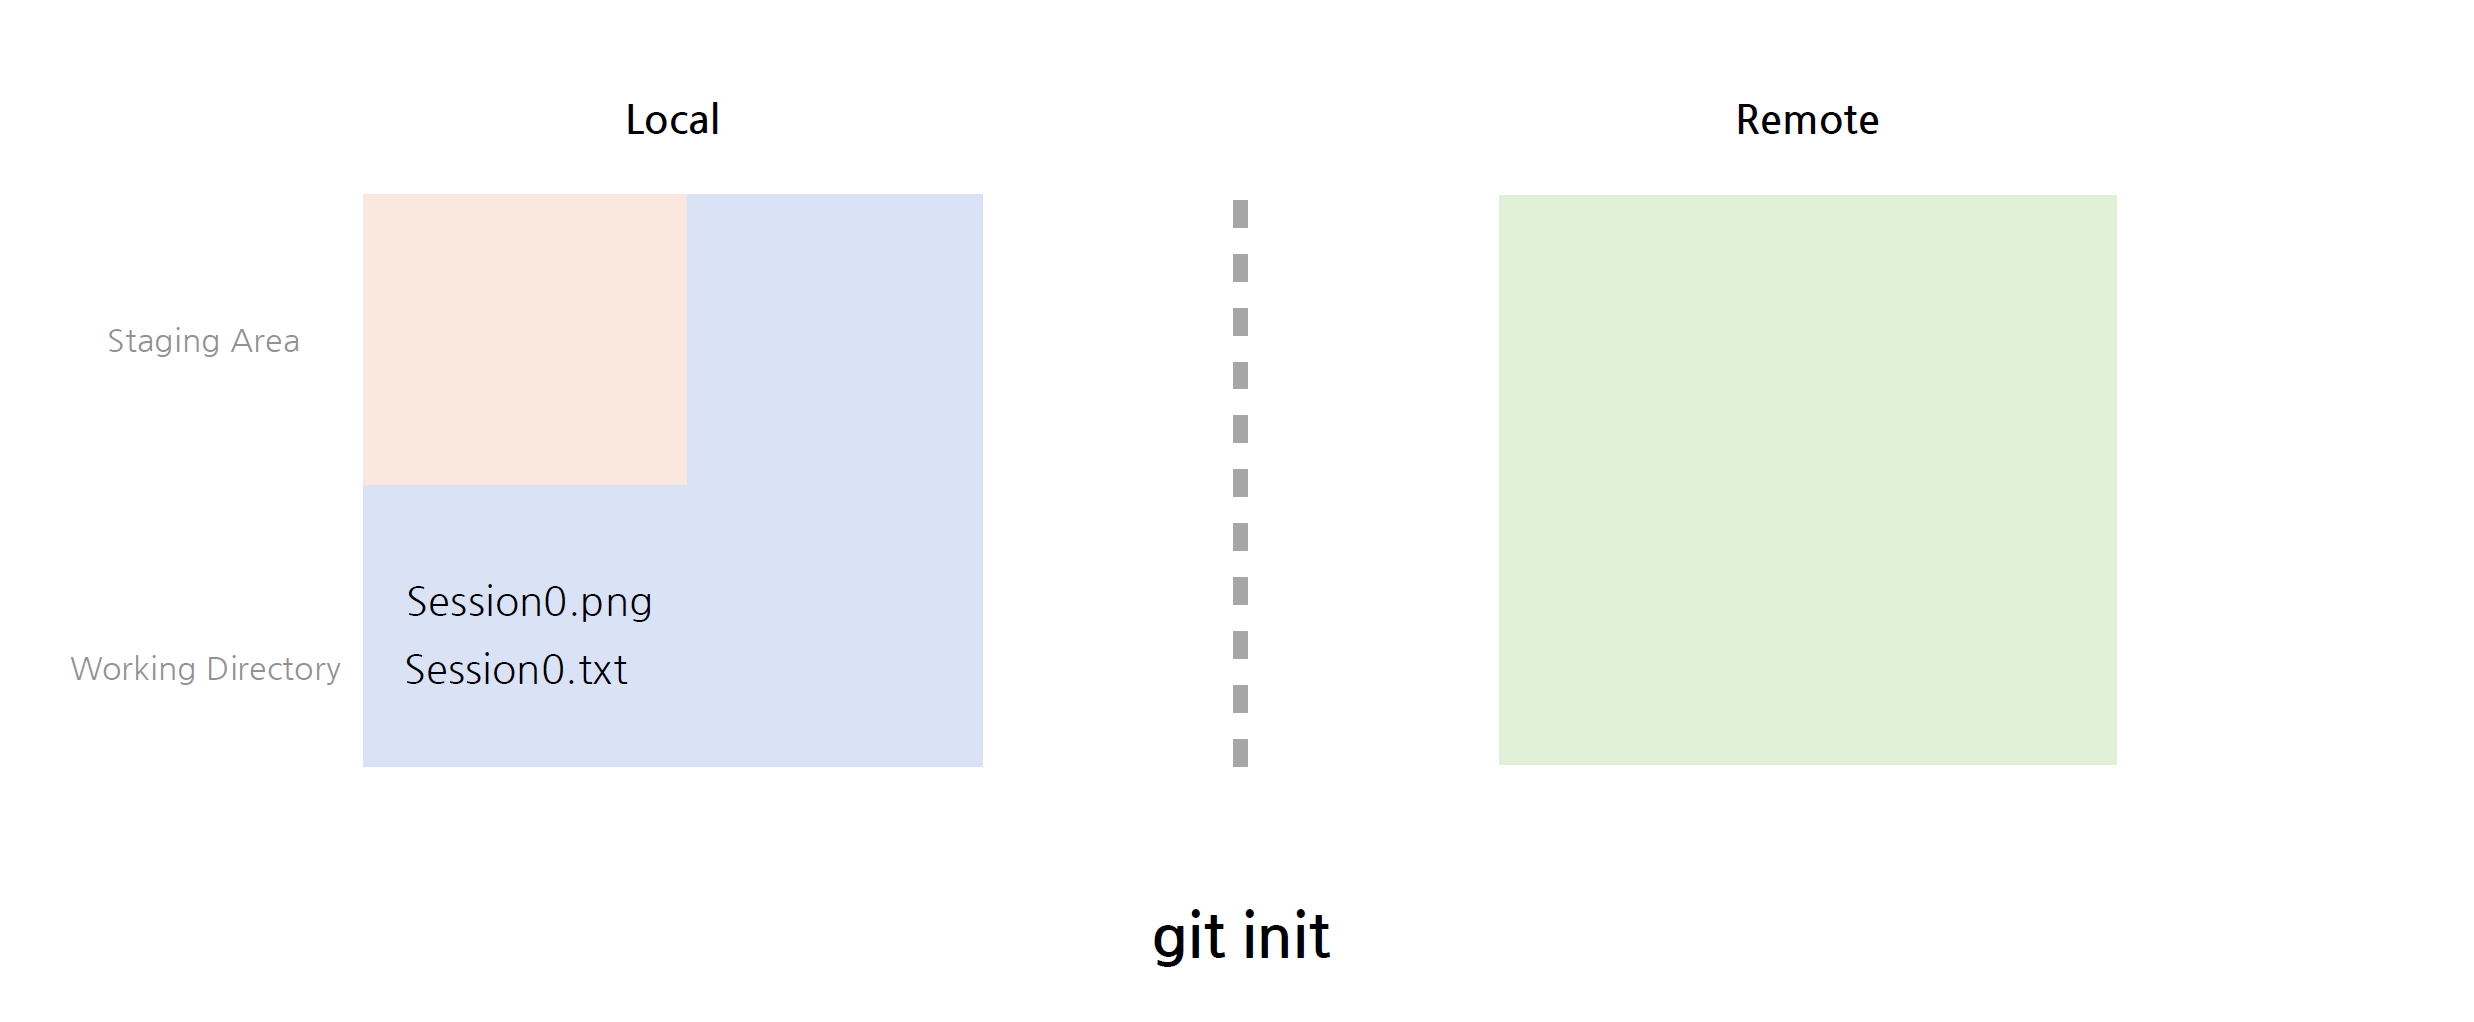 Local
Remote
Staging Area
Session0.png
Working Directory
Session0.txt
git init